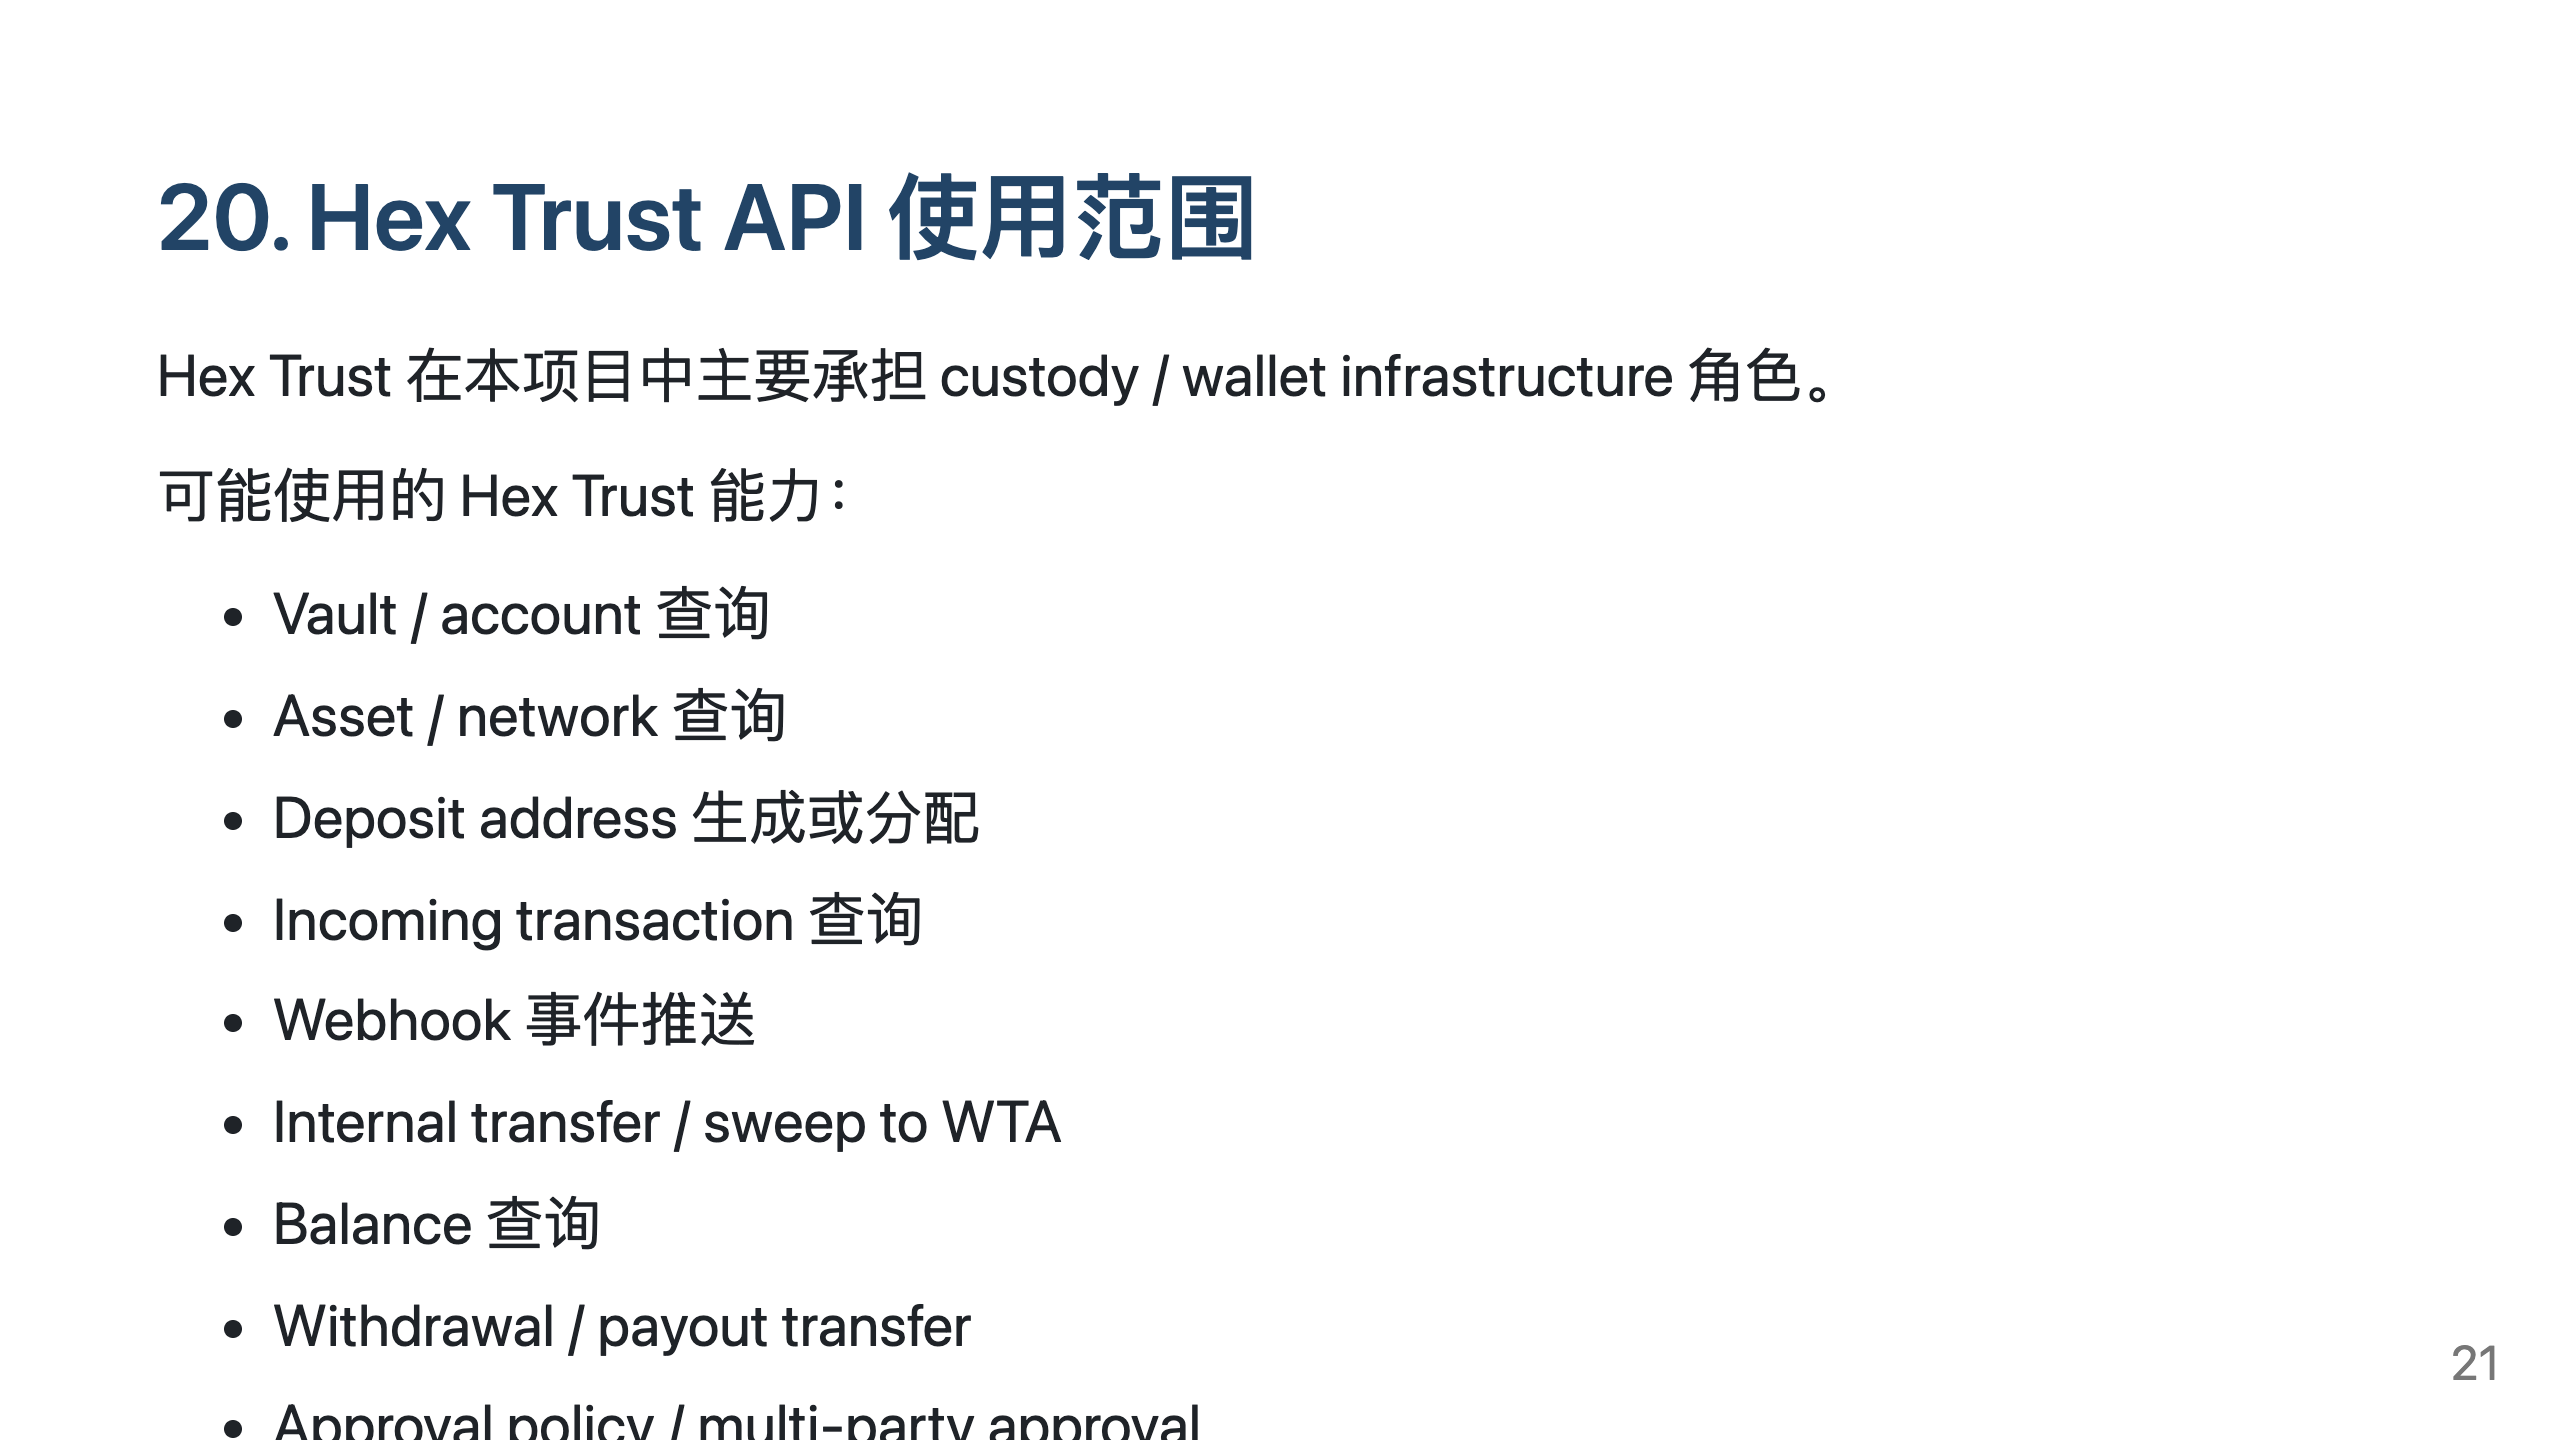 20. Hex Trust API 使用范围
Hex Trust 在本项目中主要承担 custody / wallet infrastructure 角色。
可能使用的 Hex Trust 能力：
• Vault / account 查询
• Asset / network 查询
• Deposit address 生成或分配
• Incoming transaction 查询
• Webhook 事件推送
• Internal transfer / sweep to WTA
• Balance 查询
• Withdrawal / payout transfer
• Approval policy / multi-party approval
21